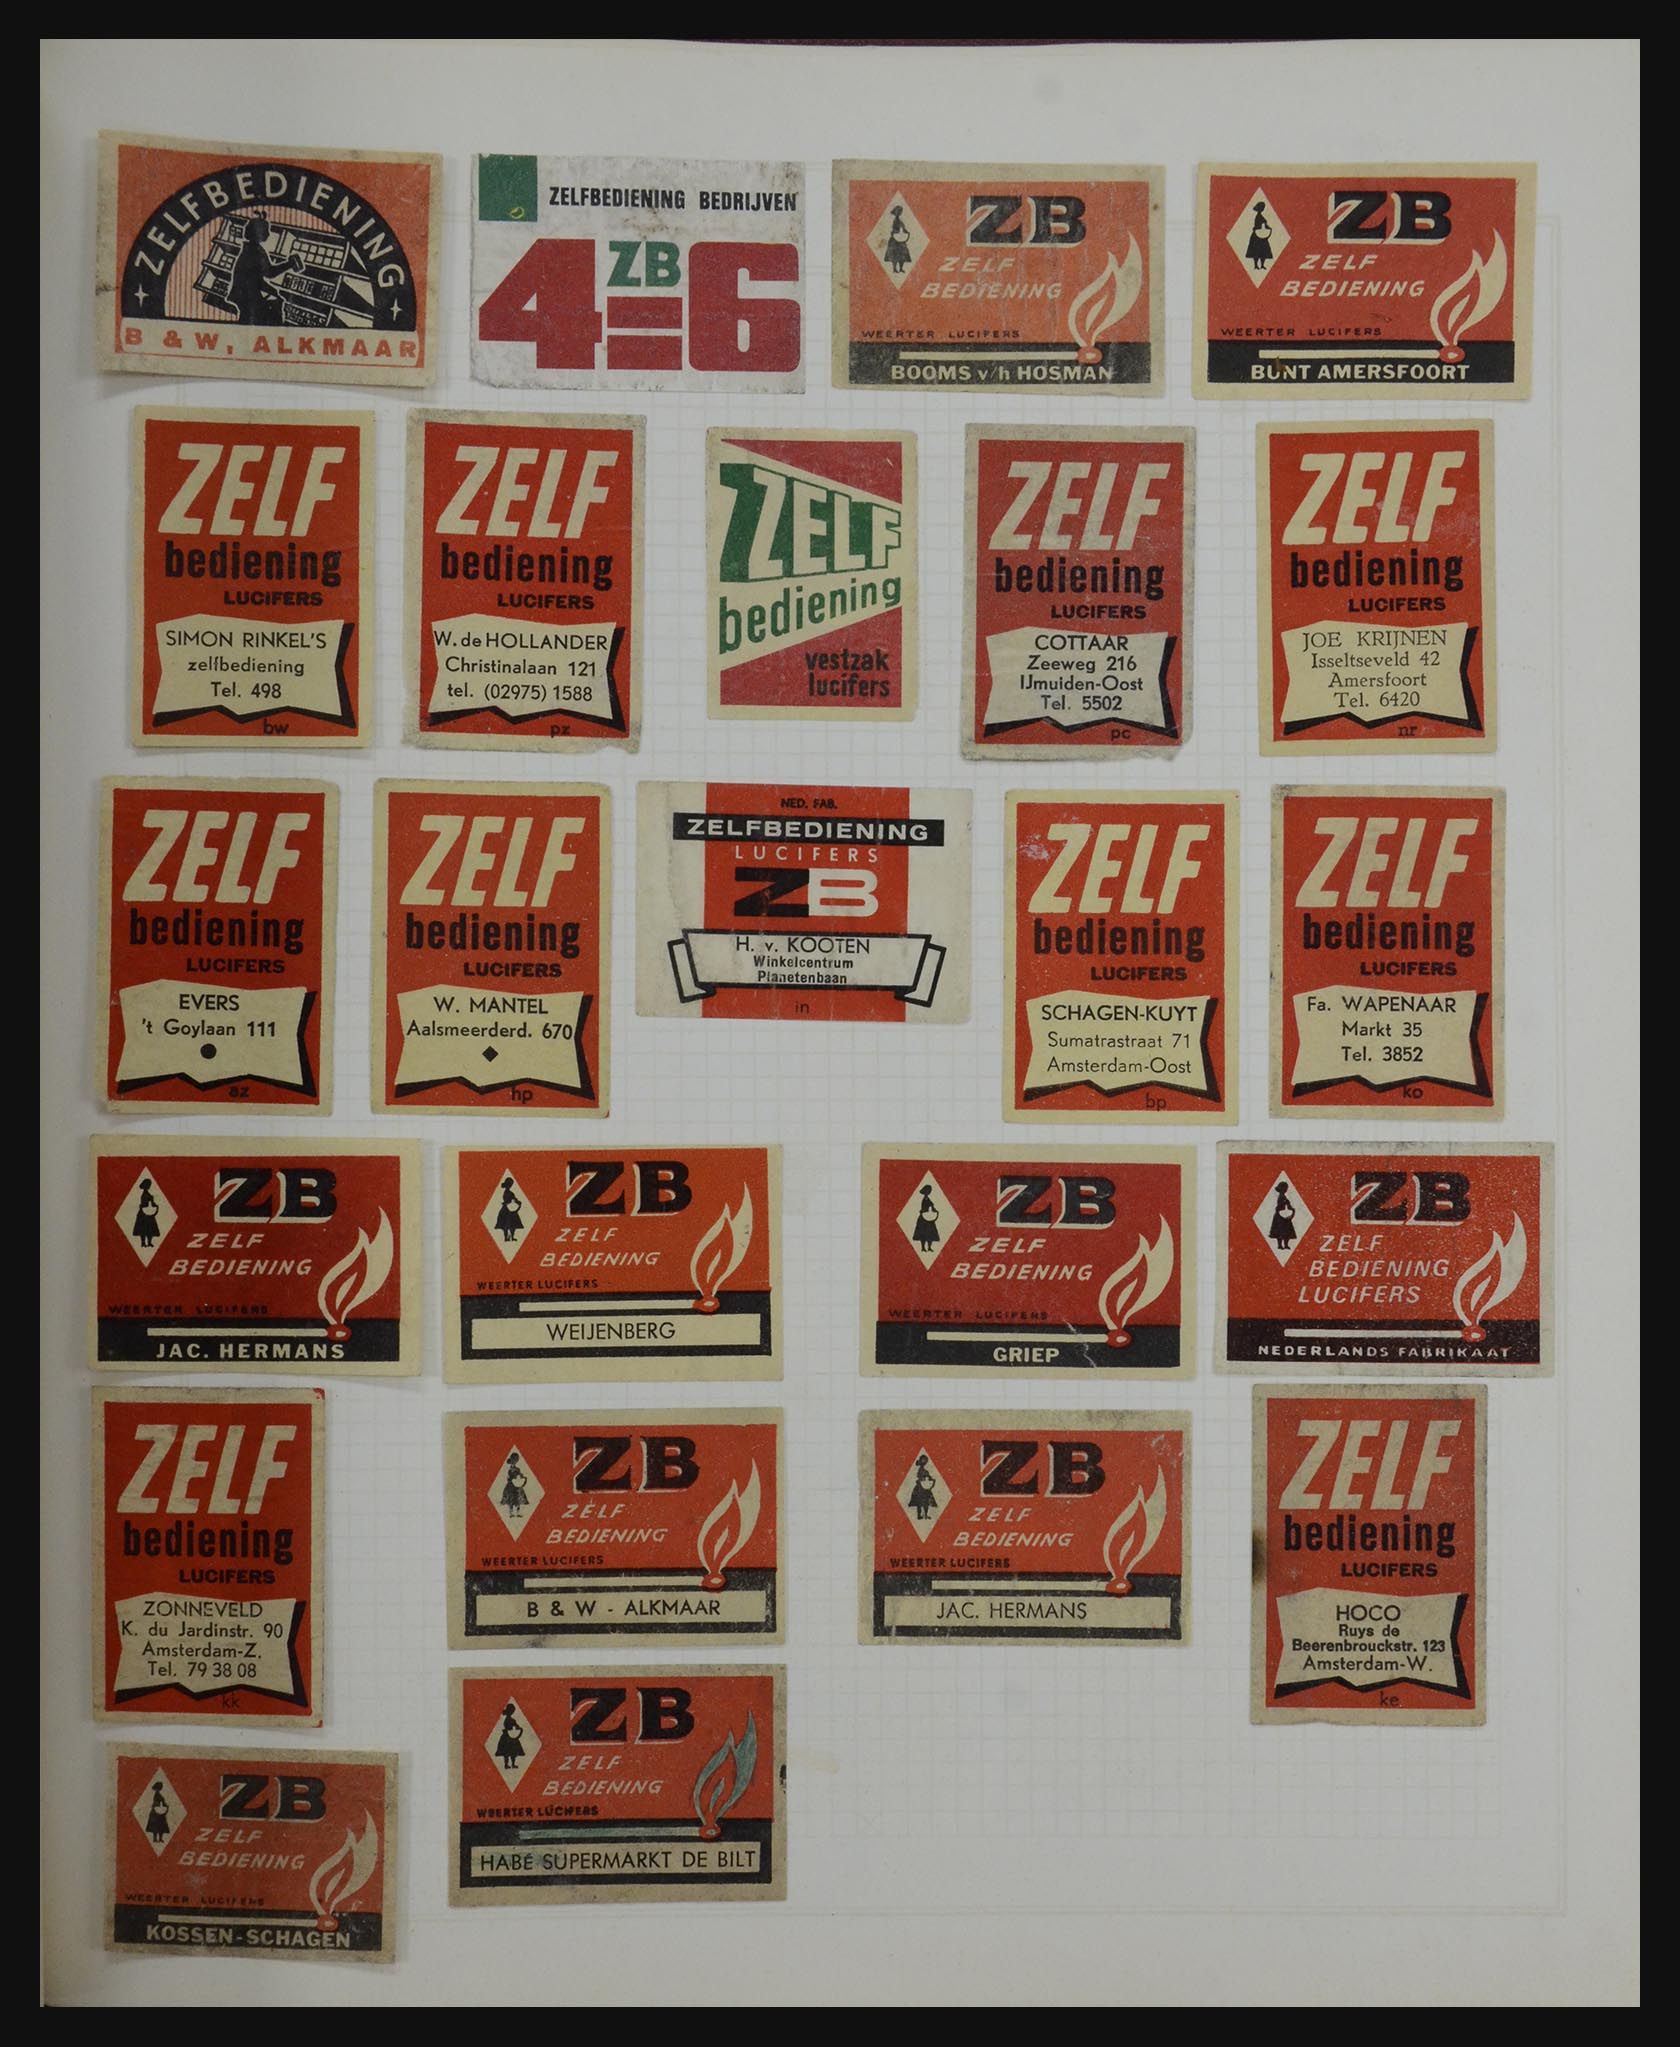 ZELFBEDIENING
B & W, ALKMAAR
ZELFBEDIENING BEDRIJVEN
ZB
4=6
ZB
ZELF
BEDIENING
WEERTER LUCIFERS
BOOMS v/h HOSMAN
ZB
ZELF
BEDIENING
WEERTER LUCIFERS
BUNT AMERSFOORT
ZELF
bediening
LUCIFERS
SIMON RINKEL'S
zelfbediening
Tel. 498
bw
ZELF
bediening
LUCIFERS
W. de HOLLANDER
Christinalaan 121
tel. (02975) 1588
pz
ZELF
bediening
vestzak
lucifers
ZELF
bediening
LUCIFERS
COTTAAR
Zeeweg 216
IJmuiden-Oost
Tel. 5502
pc
ZELF
bediening
LUCIFERS
JOE KRIJNEN
Isseltseveld 42
Amersfoort
Tel. 6420
nr
ZELF
bediening
LUCIFERS
EVERS
't Goylaan 111
az
ZELF
bediening
LUCIFERS
W. MANTEL
Aalsmeerderd. 670
hp
NED. FAB.
ZELFBEDIENING
LUCIFERS
ZB
H. v. KOOTEN
Winkelcentrum
Planetenbaan
in
ZELF
bediening
LUCIFERS
SCHAGEN-KUYT
Sumatrastraat 71
Amsterdam-Oost
bp
ZELF
bediening
LUCIFERS
Fa. WAPENAAR
Markt 35
Tel. 3852
ko
ZB
ZELF
BEDIENING
WEERTER LUCIFERS
JAC. HERMANS
ZB
ZELF
BEDIENING
WEERTER LUCIFERS
WEIJENBERG
ZB
ZELF
BEDIENING
WEERTER LUCIFERS
GRIEP
ZB
ZELF
BEDIENING
LUCIFERS
NEDERLANDS FABRIKAAT
ZELF
bediening
LUCIFERS
ZONNEVELD
K. du Jardinstr. 90
Amsterdam-Z.
Tel. 79 38 08
kk
ZB
ZELF
BEDIENING
WEERTER LUCIFERS
B & W - ALKMAAR
ZB
ZELF
BEDIENING
WEERTER LUCIFERS
JAC. HERMANS
ZELF
bediening
LUCIFERS
HOCO
Ruys de
Beerenbrouckstr. 123
Amsterdam-W.
ke
ZB
ZELF
BEDIENING
WEERTER LUCIFERS
KOSSEN-SCHAGEN
ZB
ZELF
BEDIENING
WEERTER LUCIFERS
HABÉ SUPERMARKT DE BILT